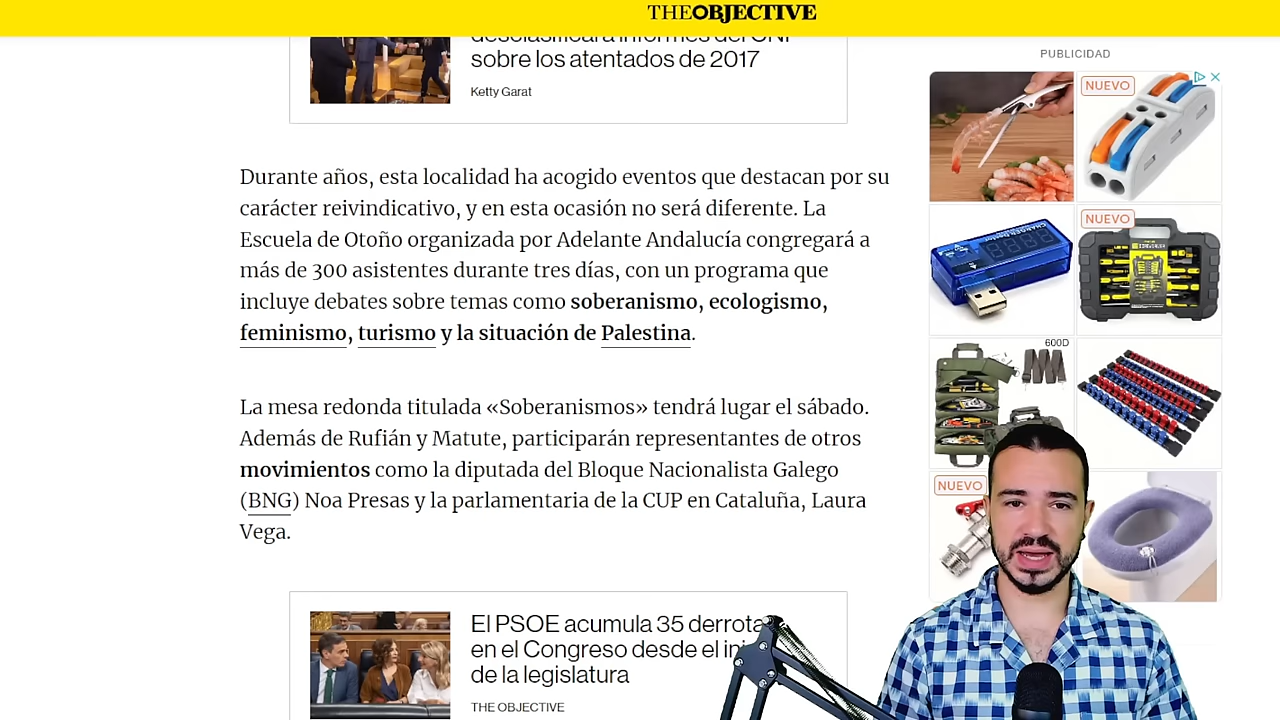 THEOBJECTIVE
desclasificará informes del CNI
sobre los atentados de 2017
Ketty Garat
PUBLICIDAD
NUEVO
NUEVO
600D
NUEVO
Durante años, esta localidad ha acogido eventos que destacan por su
carácter reivindicativo, y en esta ocasión no será diferente. La
Escuela de Otoño organizada por Adelante Andalucía congregará a
más de 300 asistentes durante tres días, con un programa que
incluye debates sobre temas como soberanismo, ecologismo,
feminismo, turismo y la situación de Palestina.
La mesa redonda titulada «Soberanismos» tendrá lugar el sábado.
Además de Rufián y Matute, participarán representantes de otros
movimientos como la diputada del Bloque Nacionalista Galego
(BNG) Noa Presas y la parlamentaria de la CUP en Cataluña, Laura
Vega.
El PSOE acumula 35 derrota
en el Congreso desde el ini
de la legislatura
THE OBJECTIVE